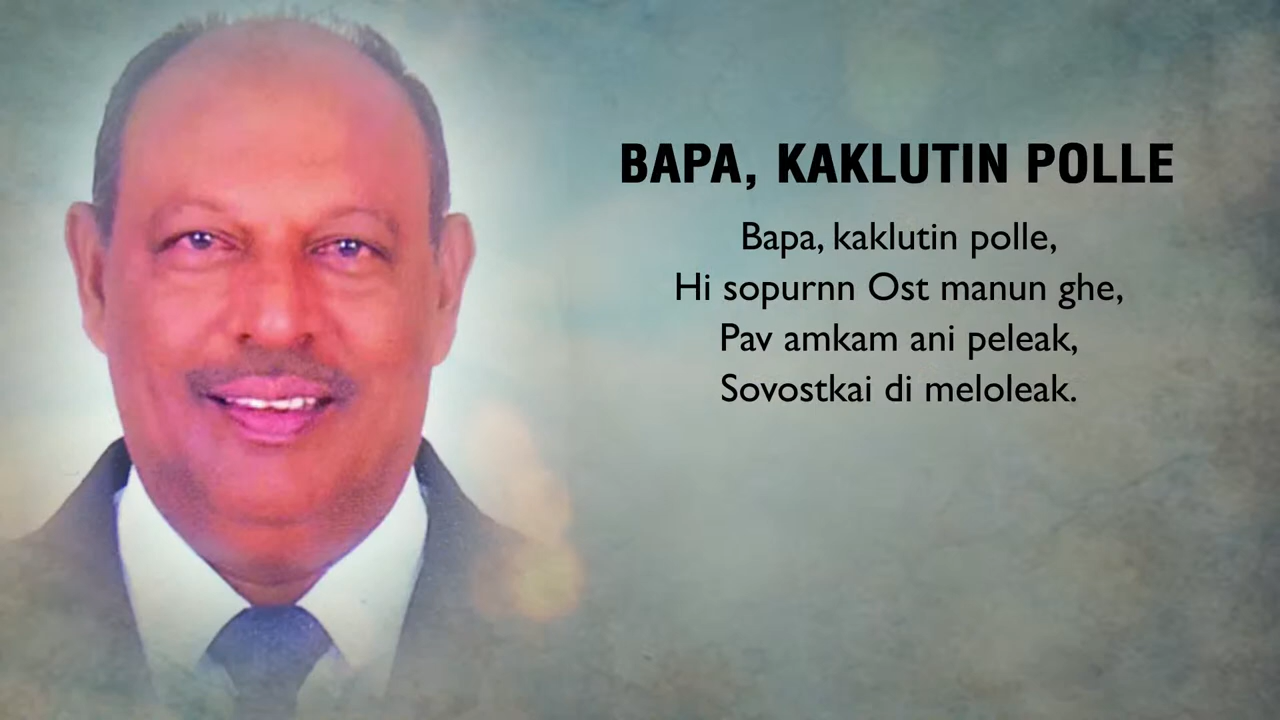 BAPA, KAKLUTIN POLLE
Bapa, kaklutin polle,
Hi sopurnn Ost manun ghe,
Pav amkam ani peleak,
Sovostkai di meloleak.